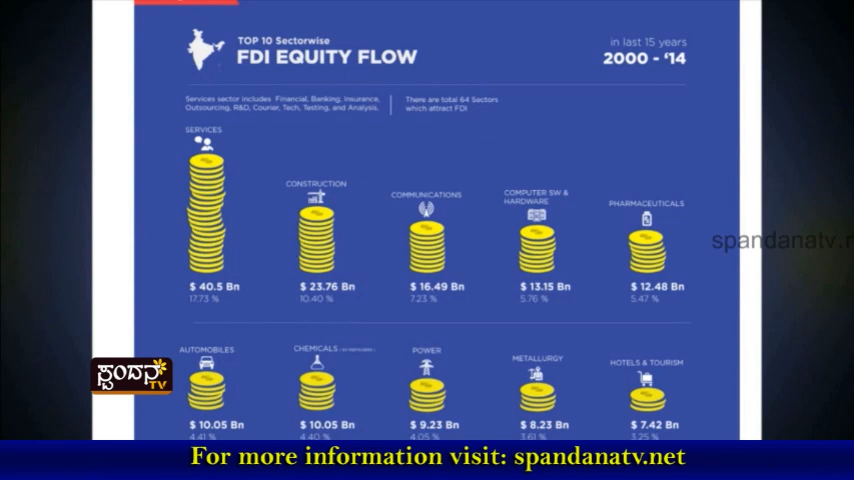 TOP 10 Sectorwise
FDI EQUITY FLOW
in last 15 years
2000 - '14
Services sector includes Financial, Banking, Insurance,
Outsourcing, R&D, Courier, Tech, Testing, and Analysis.
There are total 64 Sectors
which attract FDI
SERVICES
CONSTRUCTION
COMMUNICATIONS
COMPUTER SW &
HARDWARE
PHARMACEUTICALS
spandanatv.n
$ 40.5 Bn
$ 23.76 Bn
$ 16.49 Bn
$ 13.15 Bn
$ 12.48 Bn
17.73 %
10.40 %
7.23 %
5.76 %
5.47 %
AUTOMOBILES
CHEMICALS
POWER
METALLURGY
HOTELS & TOURISM
ಸ್ಪಂದನ
TV
$ 10.05 Bn
$ 10.05 Bn
$ 9.23 Bn
$ 8.23 Bn
$ 7.42 Bn
4.41 %
4.40 %
4.05 %
3.61 %
3.25 %
For more information visit: spandanatv.net